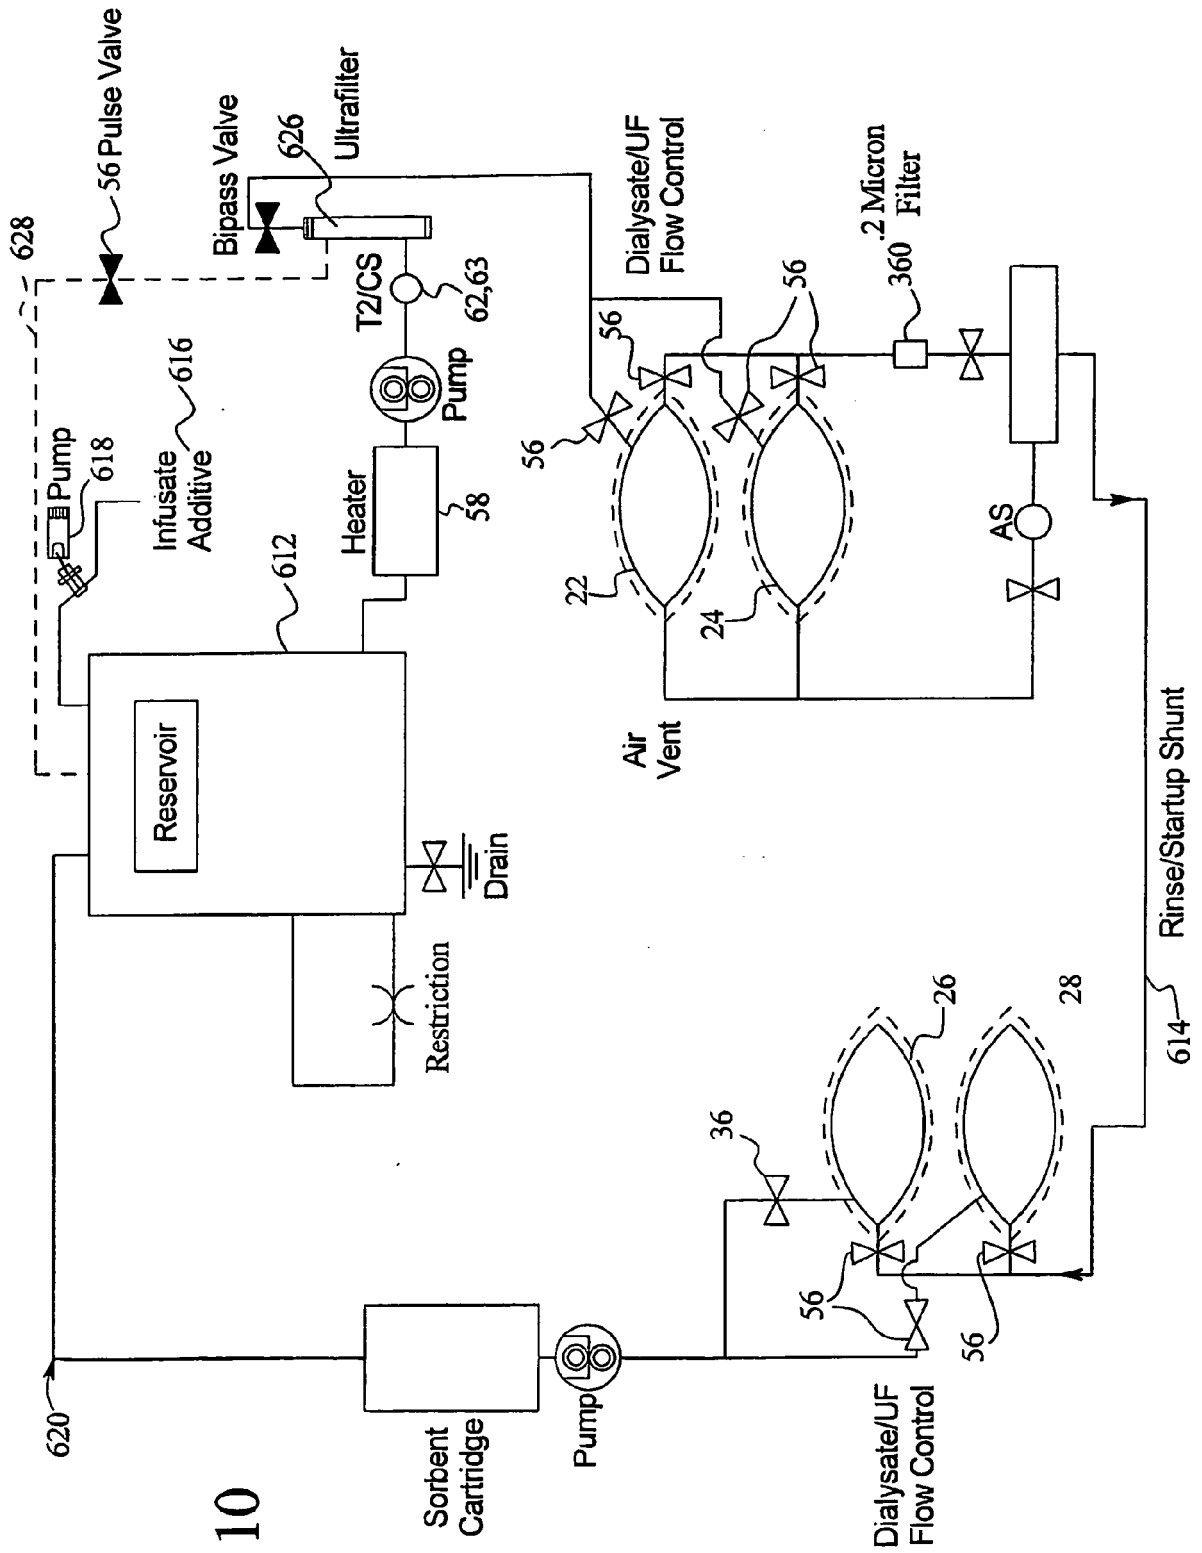 10
620
Sorbent
Cartridge
Pump
Dialysate/UF
Flow Control
56
56
36
26
28
614
Rinse/Startup Shunt
Restriction
Drain
Reservoir
612
Pump
618
Infusate
Additive
616
628
56 Pulse Valve
Heater
58
Pump
T2/CS
62,63
Bipass Valve
626
Ultrafilter
Dialysate/UF
Flow Control
56
56
56
22
24
Air
Vent
AS
360
.2 Micron
Filter